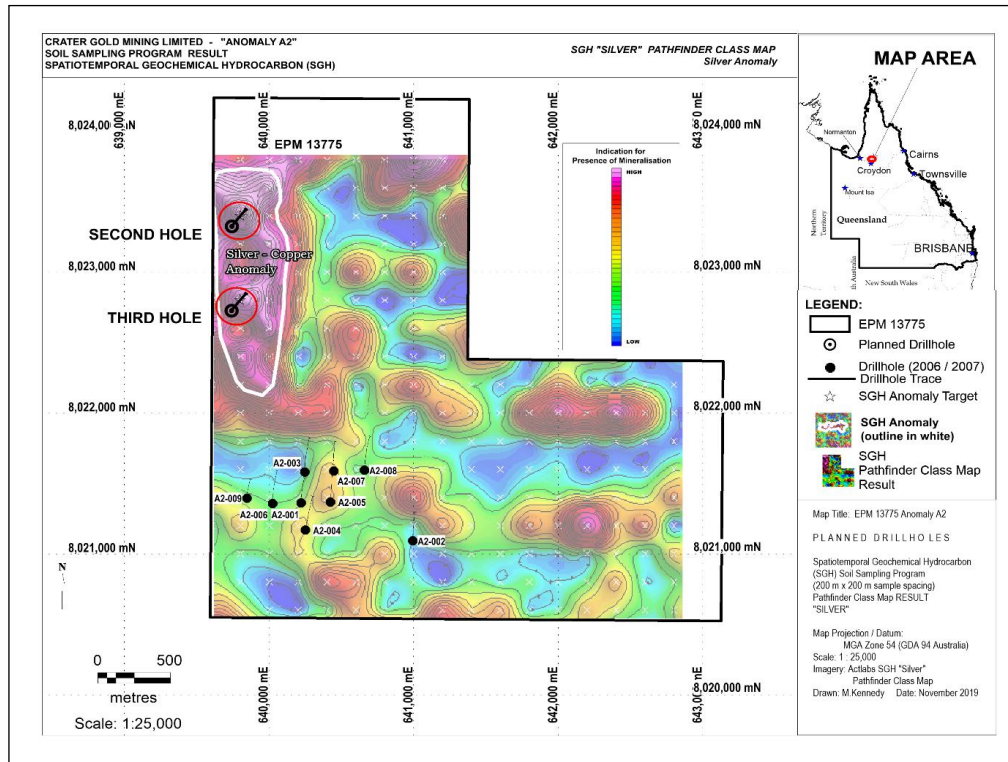 CRATER GOLD MINING LIMITED - "ANOMALY A2"
SOIL SAMPLING PROGRAM RESULT
SPATIOTEMPORAL GEOCHEMICAL HYDROCARBON (SGH)
SGH "SILVER" PATHFINDER CLASS MAP
Silver Anomaly
639,000 mE
640,000 mE
641,000 mE
642,000 mE
643,000 mE
8,024,000 mN
8,024,000 mN
EPM 13775
Indication for
Presence of Mineralisation
HIGH
LOW
SECOND HOLE
Silver - Copper
Anomaly
8,023,000 mN
8,023,000 mN
THIRD HOLE
8,022,000 mN
8,022,000 mN
A2-003
A2-008
A2-007
A2-009
A2-006
A2-001
A2-005
A2-004
A2-002
8,021,000 mN
8,021,000 mN
N
0 500
metres
Scale: 1:25,000
8,020,000 mN
640,000 mE
641,000 mE
642,000 mE
643,000 mE
MAP AREA
Normanton
Croydon
Cairns
Townsville
Mount Isa
Northern
Territory
Queensland
BRISBANE
th Australia
New South Wales
LEGEND:
EPM 13775
Planned Drillhole
Drillhole (2006 / 2007)
Drillhole Trace
SGH Anomaly Target
SGH Anomaly
(outline in white)
SGH
Pathfinder Class Map
Result
Map Title: EPM 13775 Anomaly A2
PLANNED DRILLHOLES
Spatiotemporal Geochemical Hydrocarbon
(SGH) Soil Sampling Program
(200 m x 200 m sample spacing)
Pathfinder Class Map RESULT
"SILVER"
Map Projection / Datum:
MGA Zone 54 (GDA 94 Australia)
Scale: 1 : 25,000
Imagery: Actlabs SGH "Silver"
Pathfinder Class Map
Drawn: M.Kennedy Date: November 2019